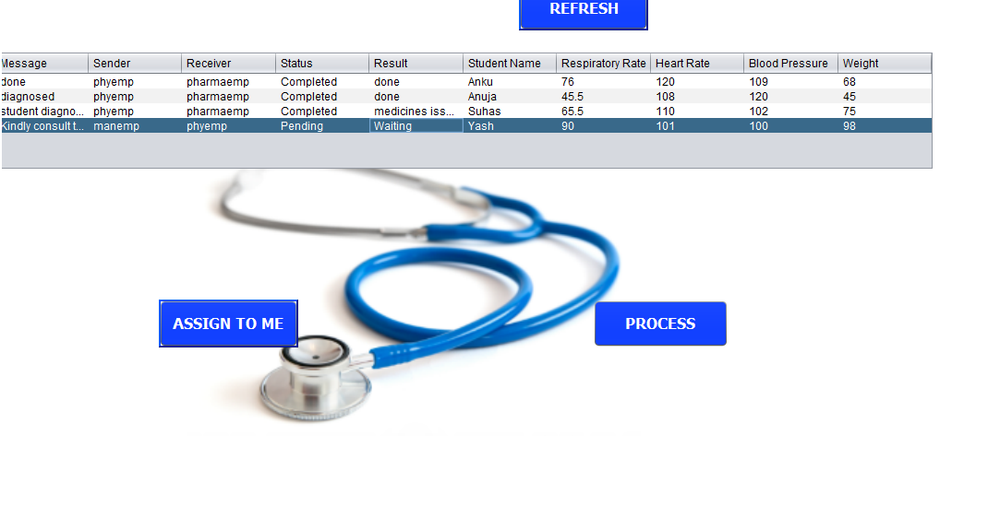 REFRESH
Message Sender Receiver Status Result Student Name Respiratory Rate Heart Rate Blood Pressure Weight
done phyemp pharmaemp Completed done Anku 76 120 109 68
diagnosed phyemp pharmaemp Completed done Anuja 45.5 108 120 45
student diagno... phyemp pharmaemp Completed medicines iss... Suhas 65.5 110 102 75
Kindly consult t... manemp phyemp Pending Waiting Yash 90 101 100 98
ASSIGN TO ME PROCESS